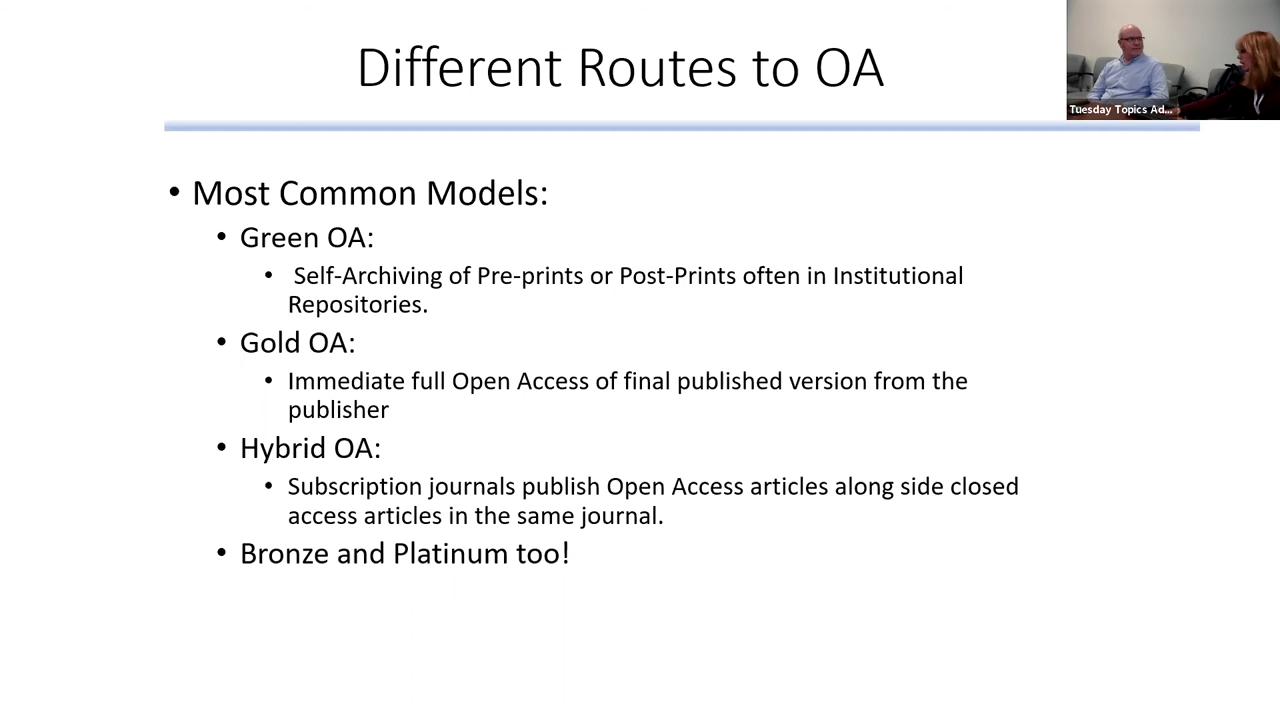 Different Routes to OA
Tuesday Topics Ad...
• Most Common Models:
• Green OA:
• Self-Archiving of Pre-prints or Post-Prints often in Institutional
Repositories.
• Gold OA:
• Immediate full Open Access of final published version from the
publisher
• Hybrid OA:
• Subscription journals publish Open Access articles along side closed
access articles in the same journal.
• Bronze and Platinum too!